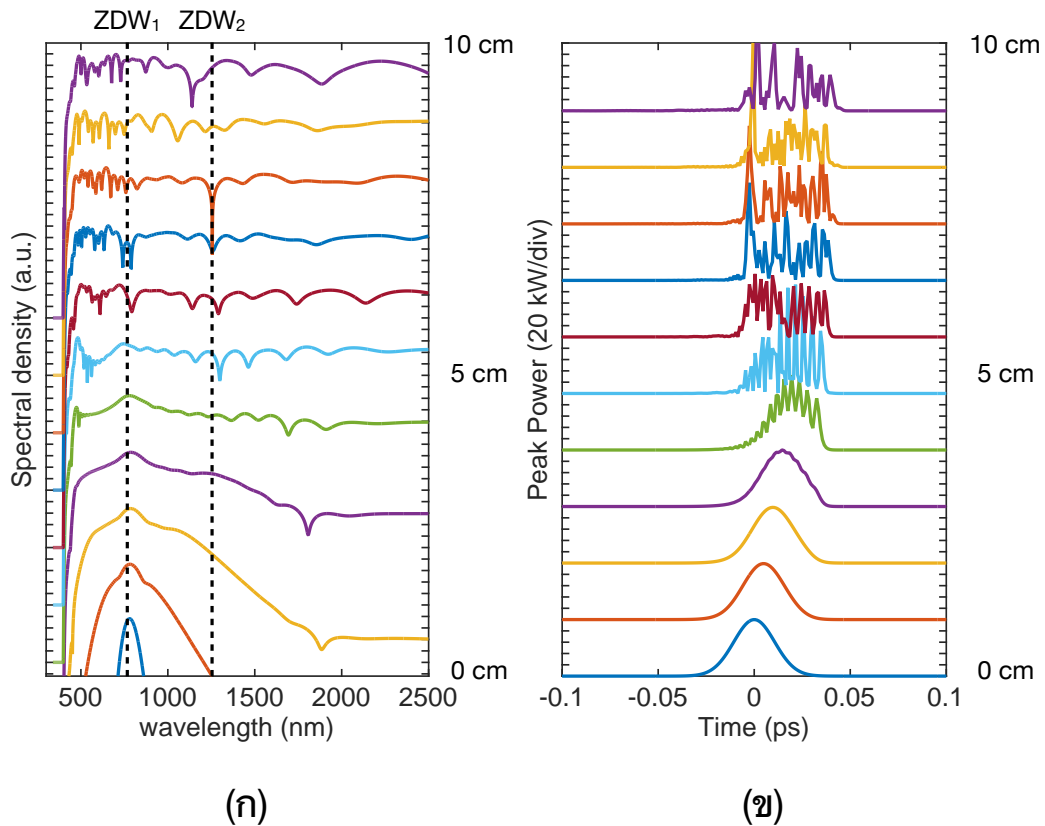 ZDW₁ ZDW₂
10 cm
5 cm
0 cm
Spectral density (a.u.)
500 1000 1500 2000 2500
wavelength (nm)
(ก)
10 cm
5 cm
0 cm
Peak Power (20 kW/div)
-0.1 -0.05 0 0.05 0.1
Time (ps)
(ข)